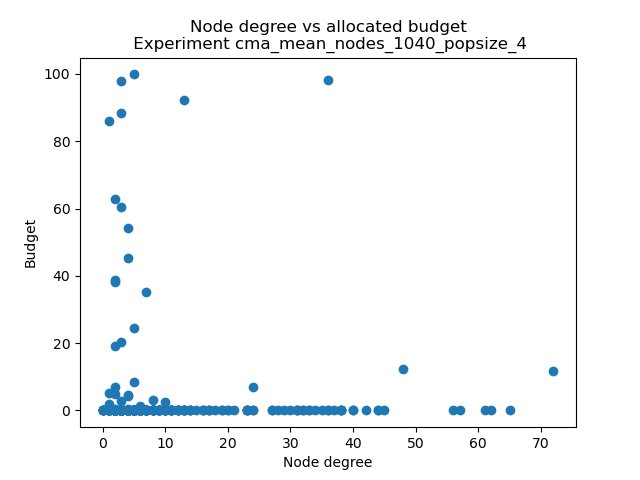 Node degree vs allocated budget
Experiment cma_mean_nodes_1040_popsize_4
100
80
60
40
20
0
Budget
0 10 20 30 40 50 60 70
Node degree